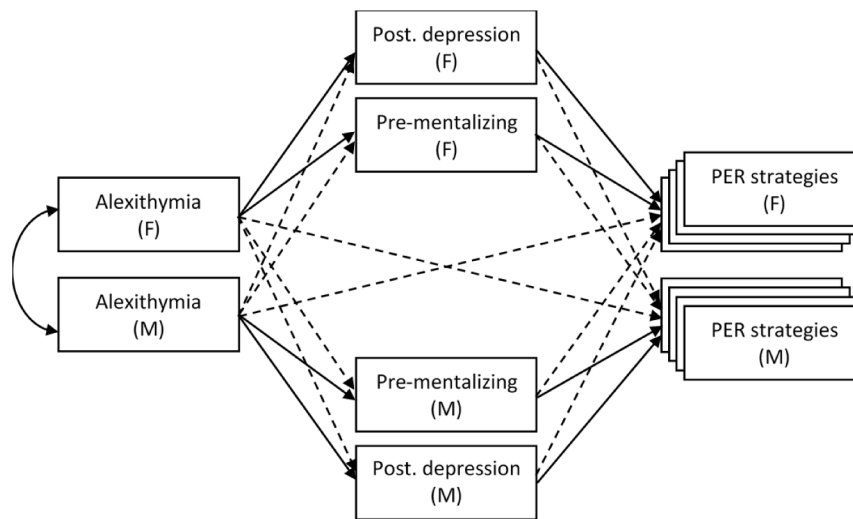 Post. depression
(F)
Pre-mentalizing
(F)
Alexithymia
(F)
PER strategies
(F)
Alexithymia
(M)
PER strategies
(M)
Pre-mentalizing
(M)
Post. depression
(M)